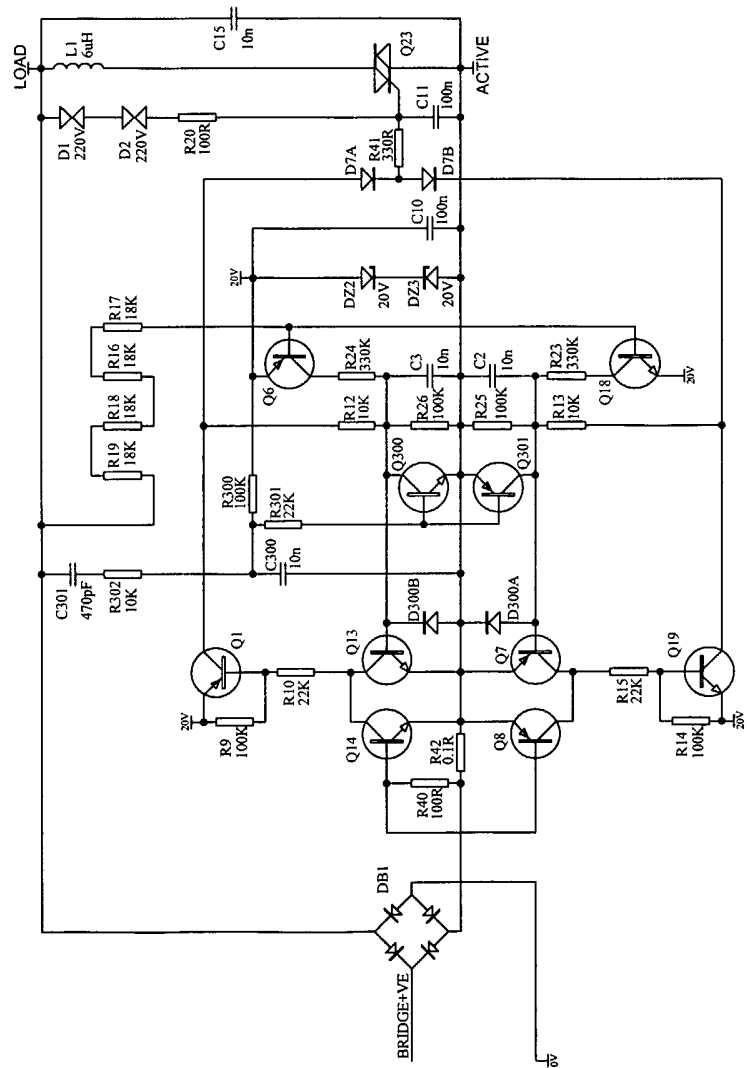 LOAD
L1
6uH
C15
10n
Q23
ACTIVE
D1
220V
D2
220V
R20
100R
R41
330R
C11
100n
D7A
D7B
C10
100n
20V
DZ2
20V
DZ3
20V
R17
18K
R16
18K
R18
18K
R19
18K
Q6
R24
330K
C3
10n
C2
10n
R23
330K
Q18
20V
R12
10K
R26
100K
R25
100K
R13
10K
Q300
Q301
R300
100K
R301
22K
C301
470pF
R302
10K
C300
10n
D300B
D300A
Q1
20V
R9
100K
R10
22K
Q13
Q7
R15
22K
Q19
20V
R14
100K
Q14
R42
0.1R
Q8
R40
100R
DB1
BRIDGE+VE
0V